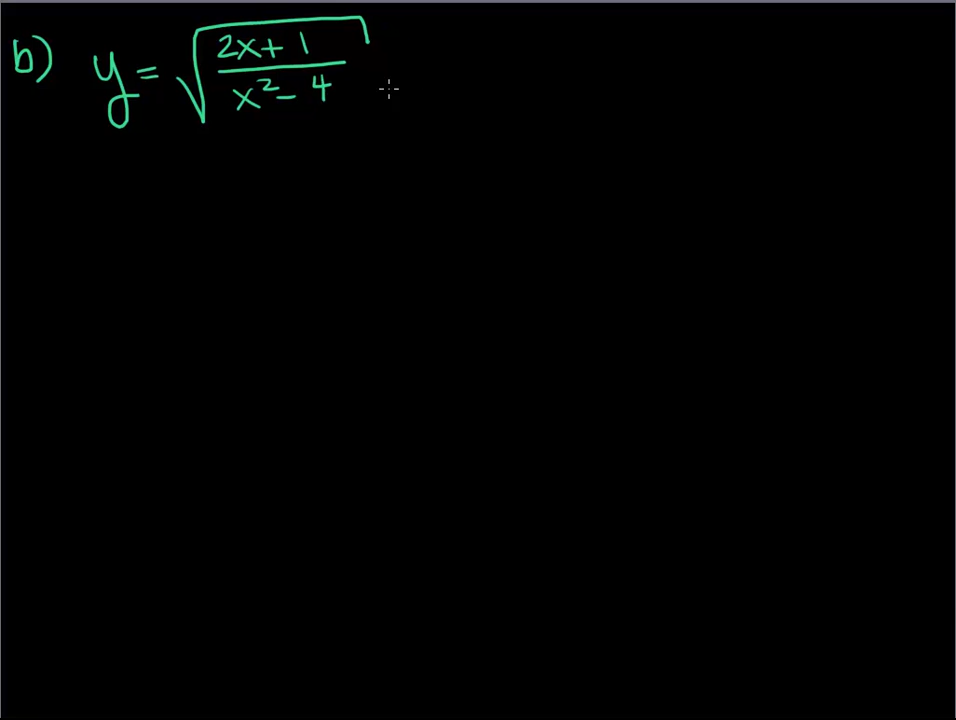 b) y = √((2x + 1)/(x² - 4))